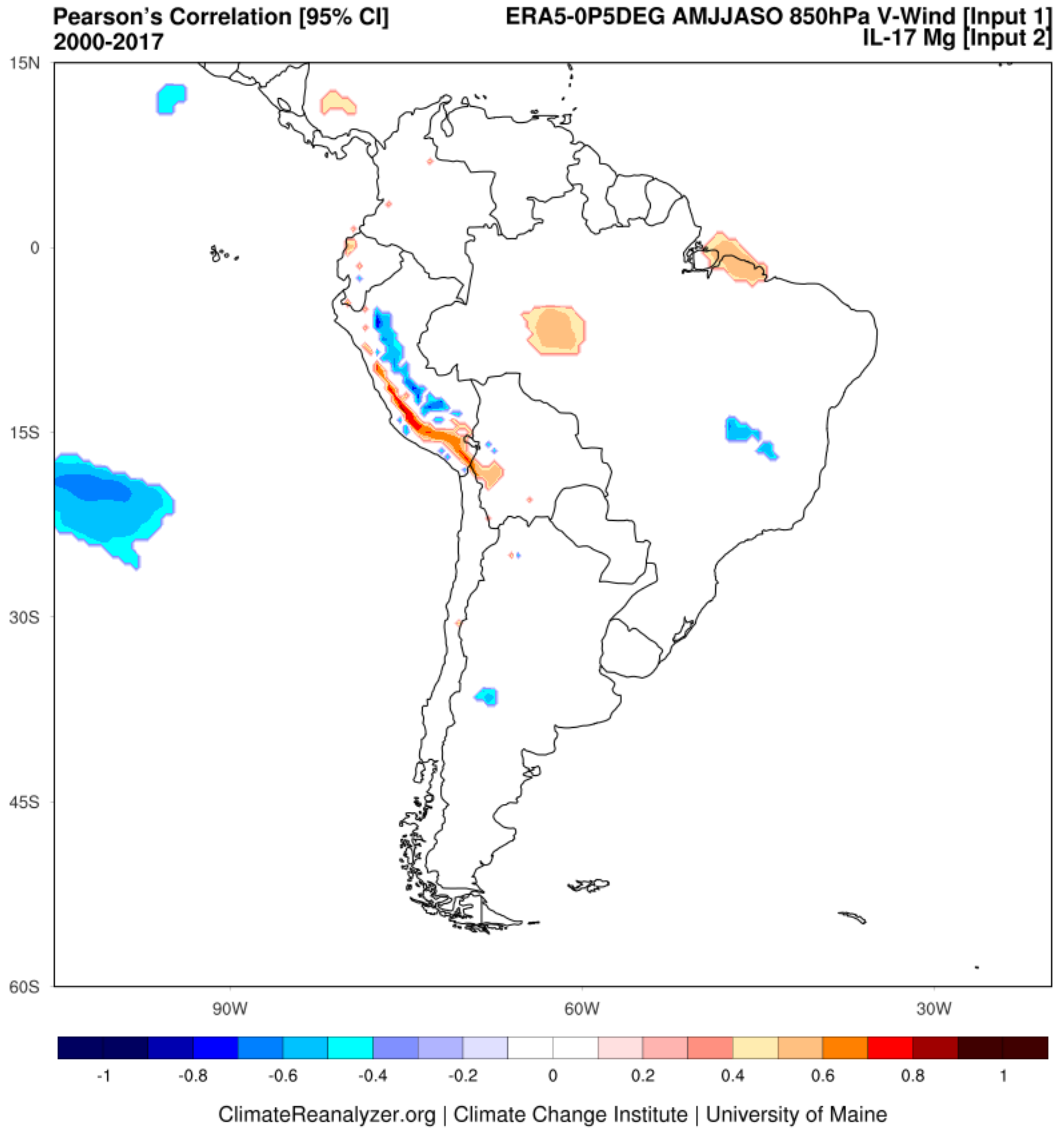 Pearson's Correlation [95% CI]
2000-2017
ERA5-0P5DEG AMJJASO 850hPa V-Wind [Input 1]
IL-17 Mg [Input 2]
15N
0
15S
30S
45S
60S
90W 60W 30W
-1 -0.8 -0.6 -0.4 -0.2 0 0.2 0.4 0.6 0.8 1
ClimateReanalyzer.org | Climate Change Institute | University of Maine